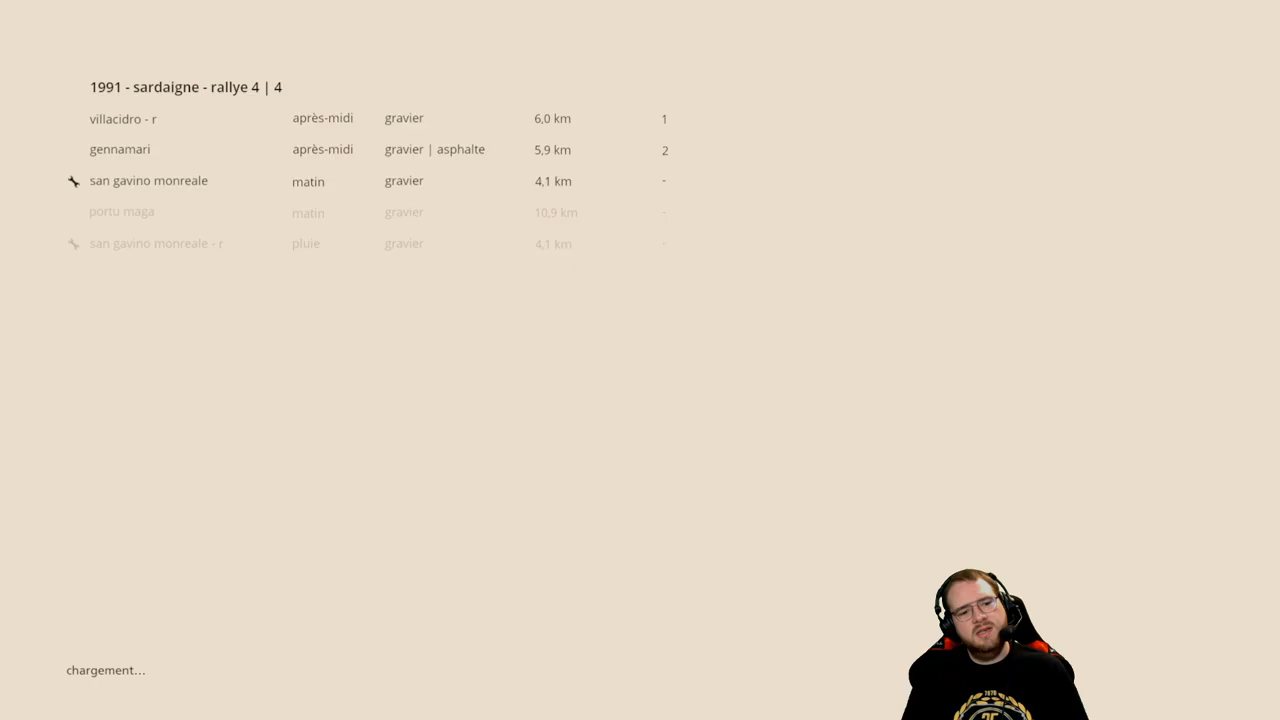 1991 - sardaigne - rallye 4 | 4
villacidro - r après-midi gravier 6,0 km 1
gennamari après-midi gravier | asphalte 5,9 km 2
san gavino monreale matin gravier 4,1 km -
portu maga matin gravier 10,9 km -
san gavino monreale - r pluie gravier 4,1 km -
chargement...